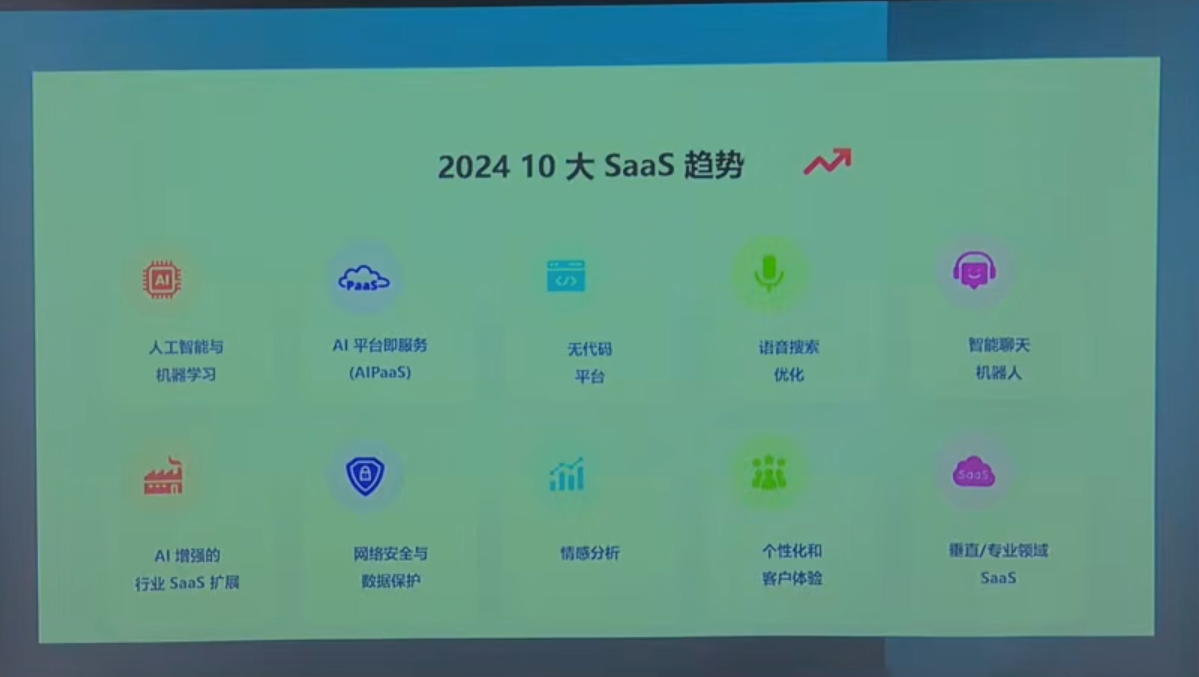 2024 10 大 SaaS 趋势
AI
PaaS
</>
人工智能与
机器学习
AI 平台即服务
(AIPaaS)
无代码
平台
语音搜索
优化
智能聊天
机器人
SaaS
AI 增强的
行业 SaaS 扩展
网络安全与
数据保护
情感分析
个性化和
客户体验
垂直/专业领域
SaaS